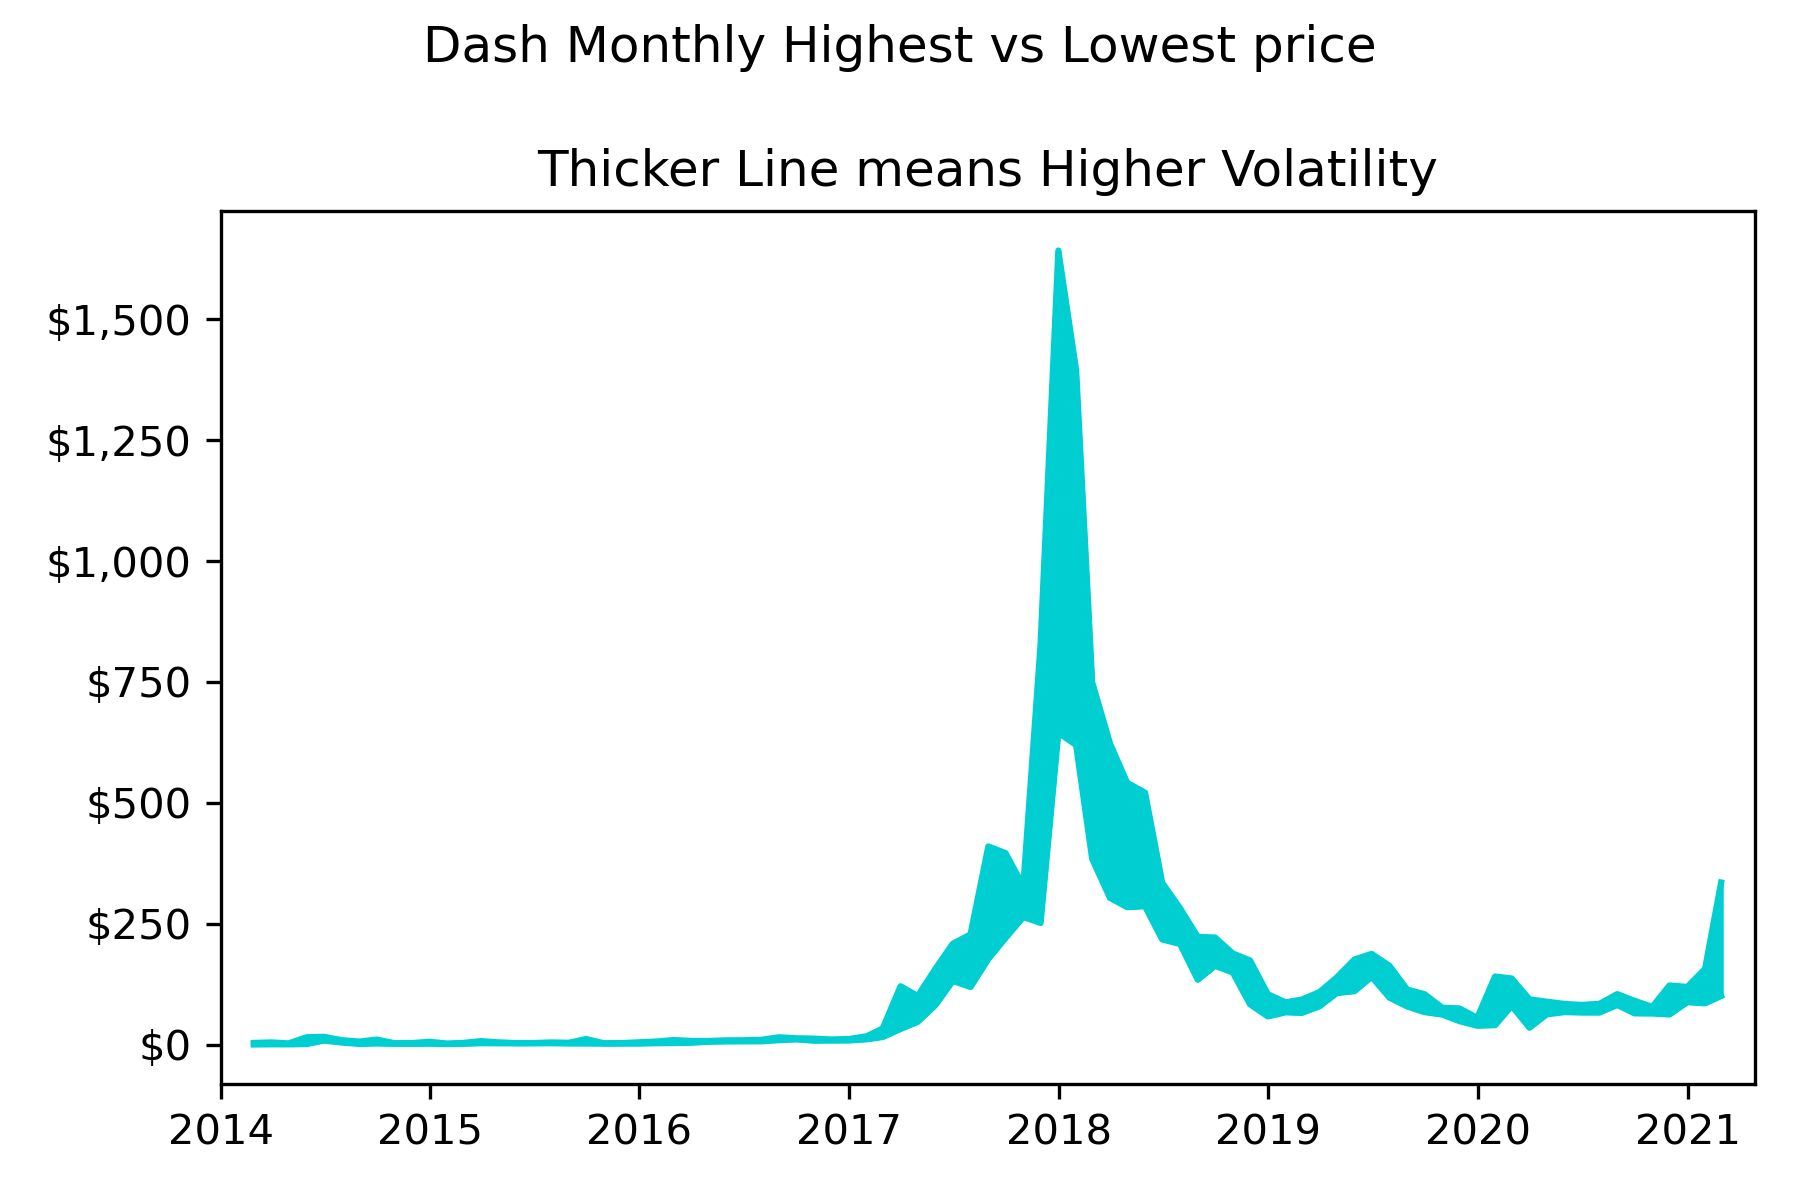 Dash Monthly Highest vs Lowest price
Thicker Line means Higher Volatility
$1,500
$1,250
$1,000
$750
$500
$250
$0
2014 2015 2016 2017 2018 2019 2020 2021